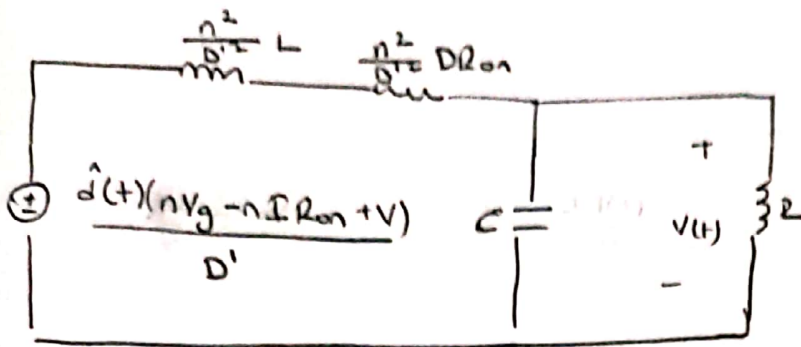 n²/D'² L   n²/D'² DRon
d̂(t)(nVg -nIRon +V)/D'
C
+
V(t)
-
R